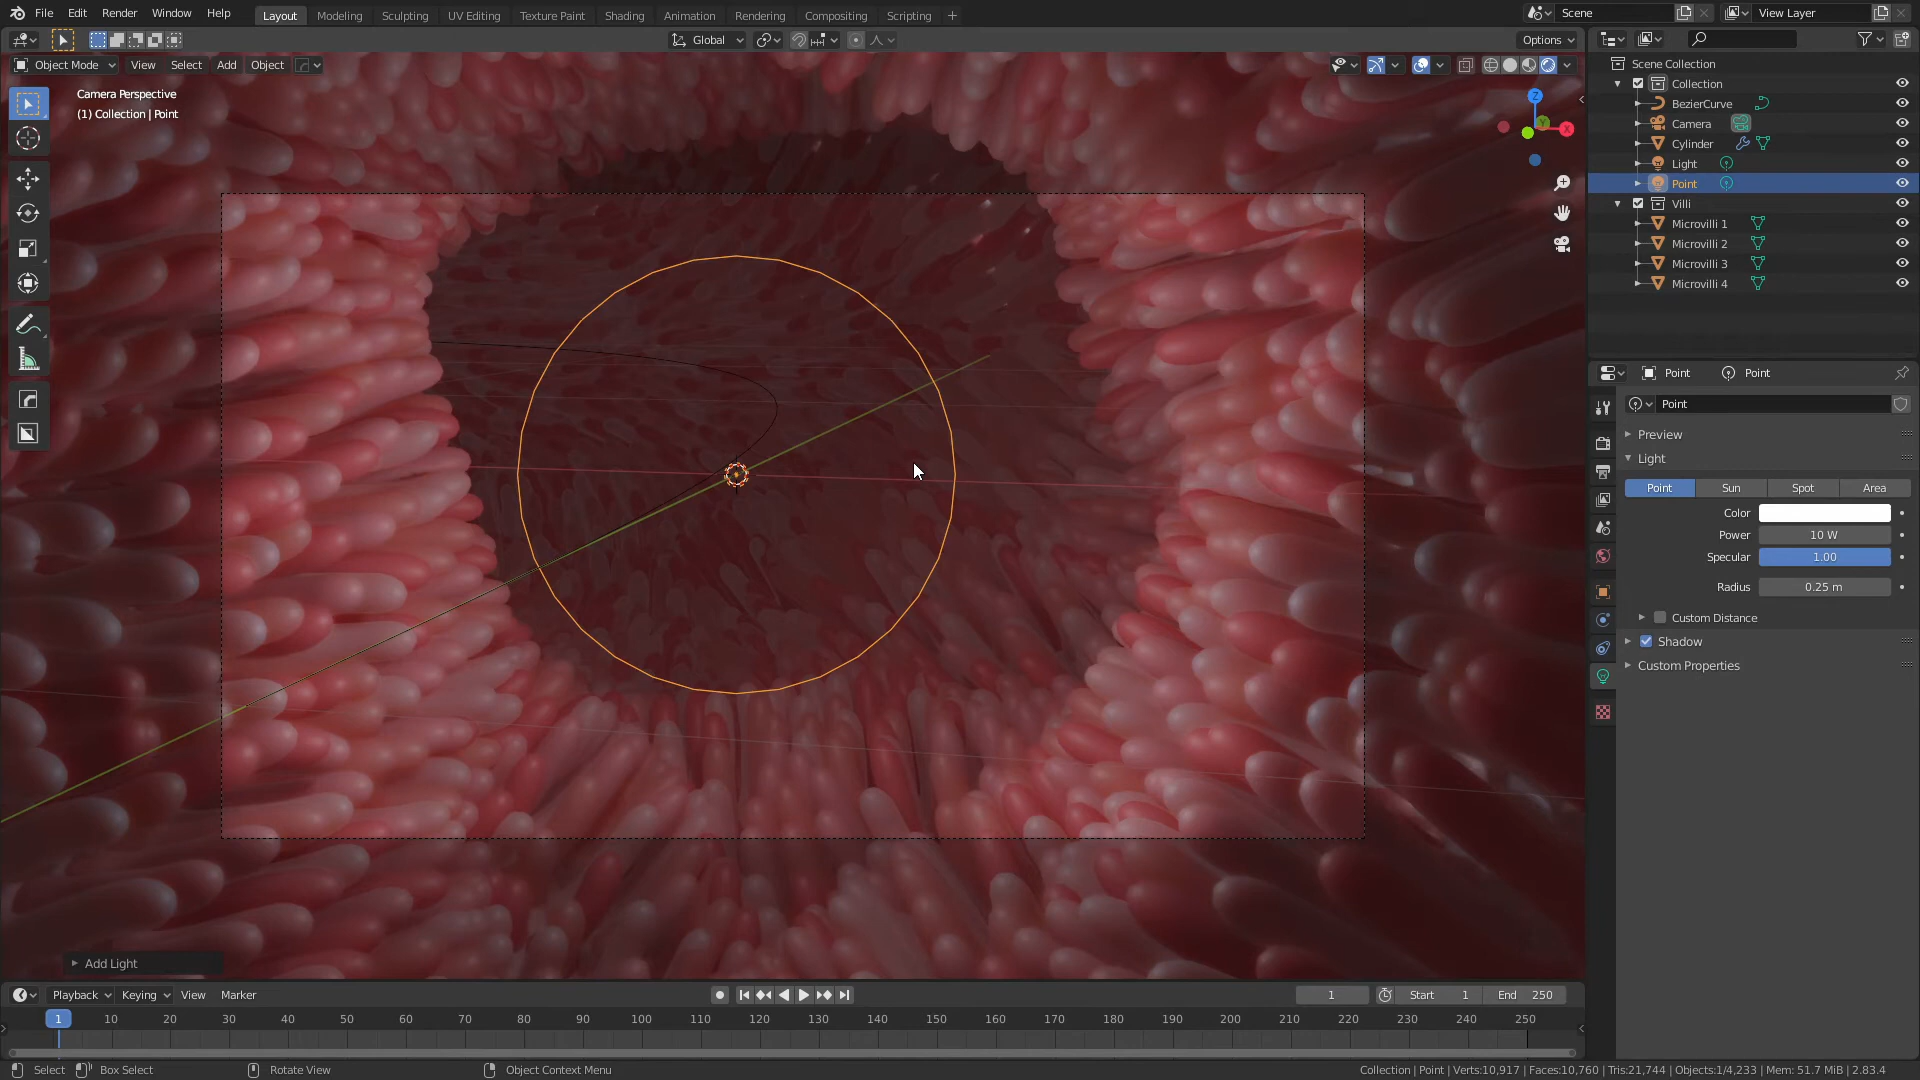 File Edit Render Window Help Layout Modeling Sculpting UV Editing Texture Paint Shading Animation Rendering Compositing Scripting + Scene View Layer
Global Options
Object Mode View Select Add Object
Camera Perspective
(1) Collection | Point
Z
Y
X
Scene Collection
Collection
BezierCurve
Camera
Cylinder
Light
Point
Villi
Microvilli 1
Microvilli 2
Microvilli 3
Microvilli 4
Point Point
Point
Preview
Light
Point Sun Spot Area
Color
Power 10 W
Specular 1.00
Radius 0.25 m
Custom Distance
Shadow
Custom Properties
Add Light
Playback Keying View Marker 1 Start 1 End 250
1 10 20 30 40 50 60 70 80 90 100 110 120 130 140 150 160 170 180 190 200 210 220 230 240 250
Select Box Select Rotate View Object Context Menu Collection | Point | Verts:10,917 | Faces:10,760 | Tris:21,744 | Objects:1/4,233 | Mem: 51.7 MiB | 2.83.4